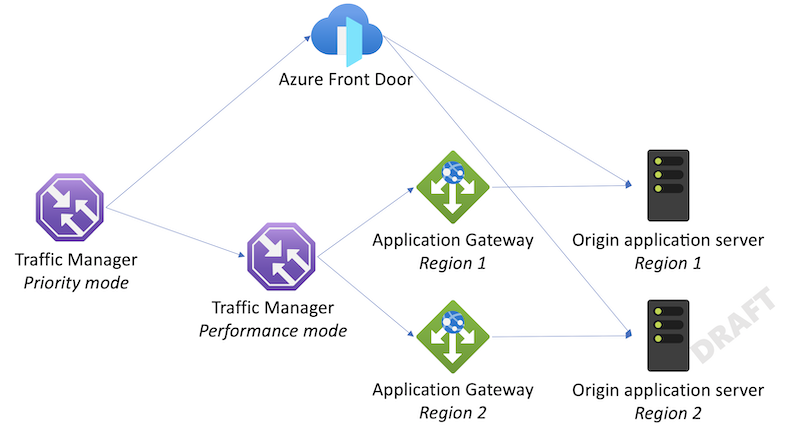 Azure Front Door
Traffic Manager
Priority mode
Traffic Manager
Performance mode
Application Gateway
Region 1
Origin application server
Region 1
Application Gateway
Region 2
Origin application server
Region 2
DRAFT